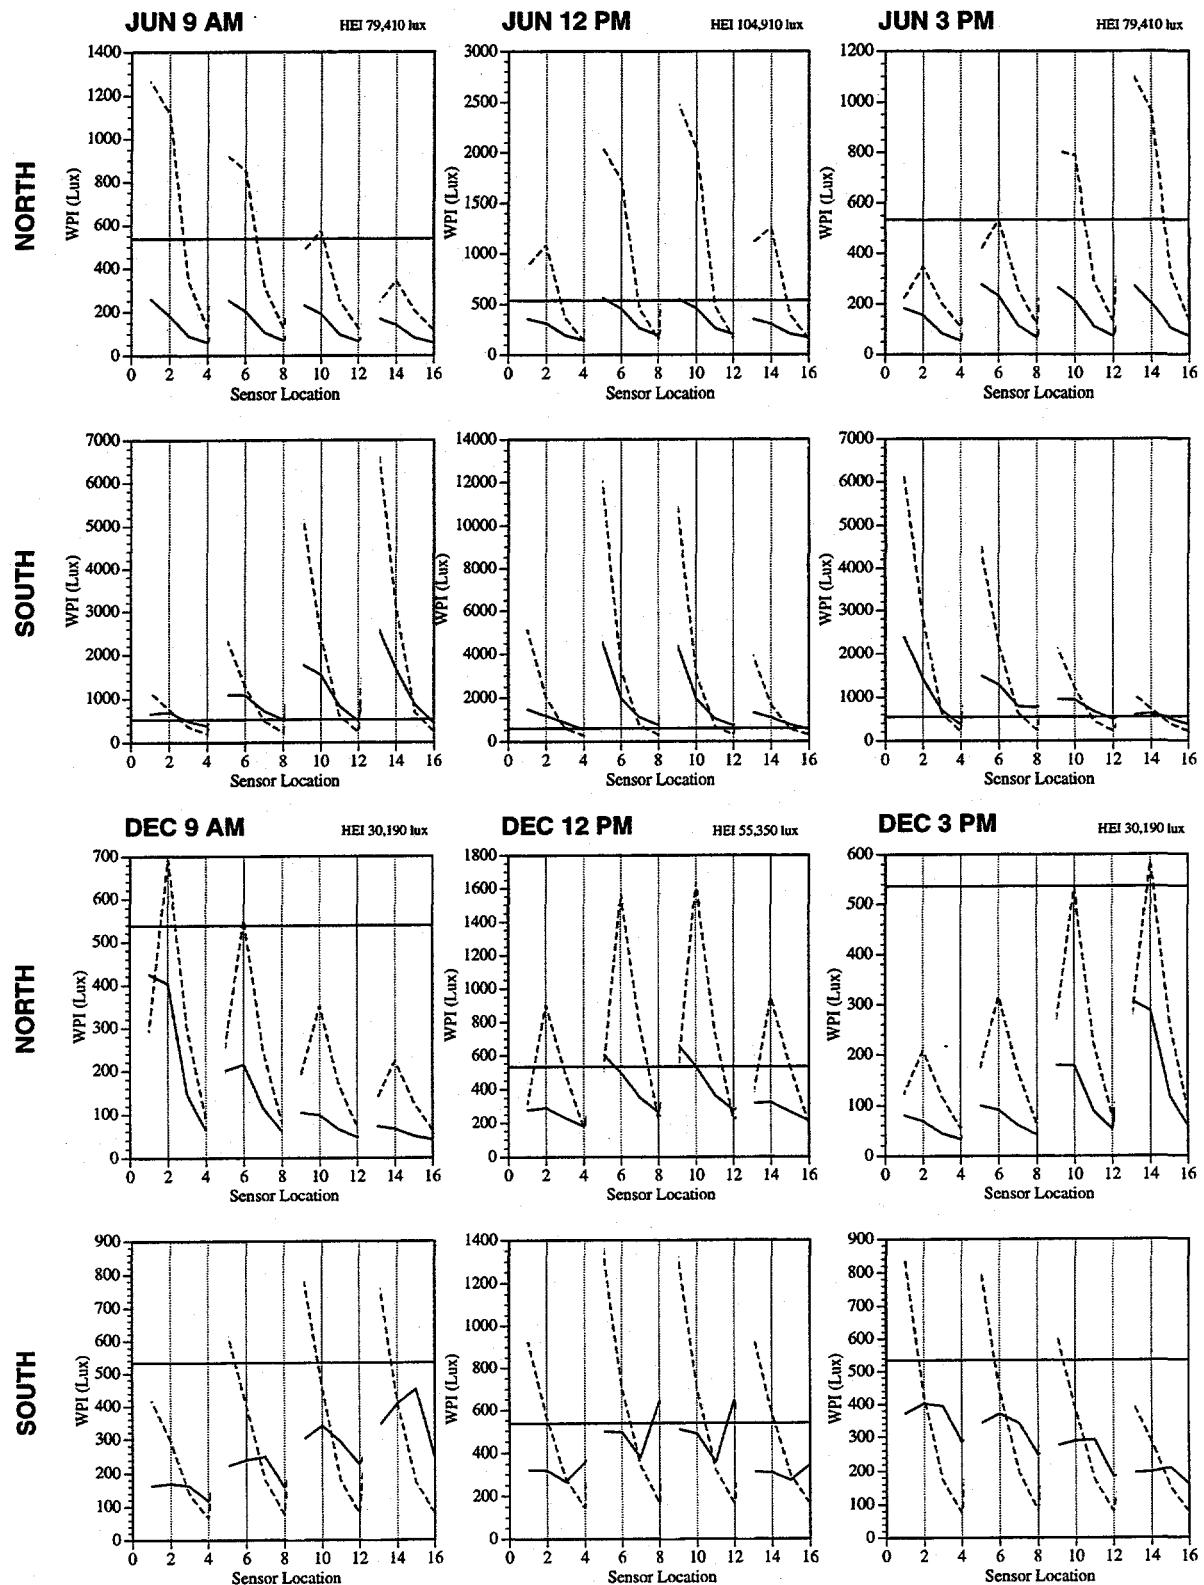 JUN 9 AM HEI 79,410 lux JUN 12 PM HEI 104,910 lux JUN 3 PM HEI 79,410 lux
NORTH
WPI (Lux)
1400
1200
1000
800
600
400
200
0
0 2 4 6 8 10 12 14 16
Sensor Location
WPI (Lux)
3000
2500
2000
1500
1000
500
0
0 2 4 6 8 10 12 14 16
Sensor Location
WPI (Lux)
1200
1000
800
600
400
200
0
0 2 4 6 8 10 12 14 16
Sensor Location
SOUTH
WPI (Lux)
7000
6000
5000
4000
3000
2000
1000
0
0 2 4 6 8 10 12 14 16
Sensor Location
WPI (Lux)
14000
12000
10000
8000
6000
4000
2000
0
0 2 4 6 8 10 12 14 16
Sensor Location
WPI (Lux)
7000
6000
5000
4000
3000
2000
1000
0
0 2 4 6 8 10 12 14 16
Sensor Location
DEC 9 AM HEI 30,190 lux DEC 12 PM HEI 55,350 lux DEC 3 PM HEI 30,190 lux
NORTH
WPI (Lux)
700
600
500
400
300
200
100
0
0 2 4 6 8 10 12 14 16
Sensor Location
WPI (Lux)
1800
1600
1400
1200
1000
800
600
400
200
0
0 2 4 6 8 10 12 14 16
Sensor Location
WPI (Lux)
600
500
400
300
200
100
0
0 2 4 6 8 10 12 14 16
Sensor Location
SOUTH
WPI (Lux)
900
800
700
600
500
400
300
200
100
0
0 2 4 6 8 10 12 14 16
Sensor Location
WPI (Lux)
1400
1200
1000
800
600
400
200
0
0 2 4 6 8 10 12 14 16
Sensor Location
WPI (Lux)
900
800
700
600
500
400
300
200
100
0
0 2 4 6 8 10 12 14 16
Sensor Location